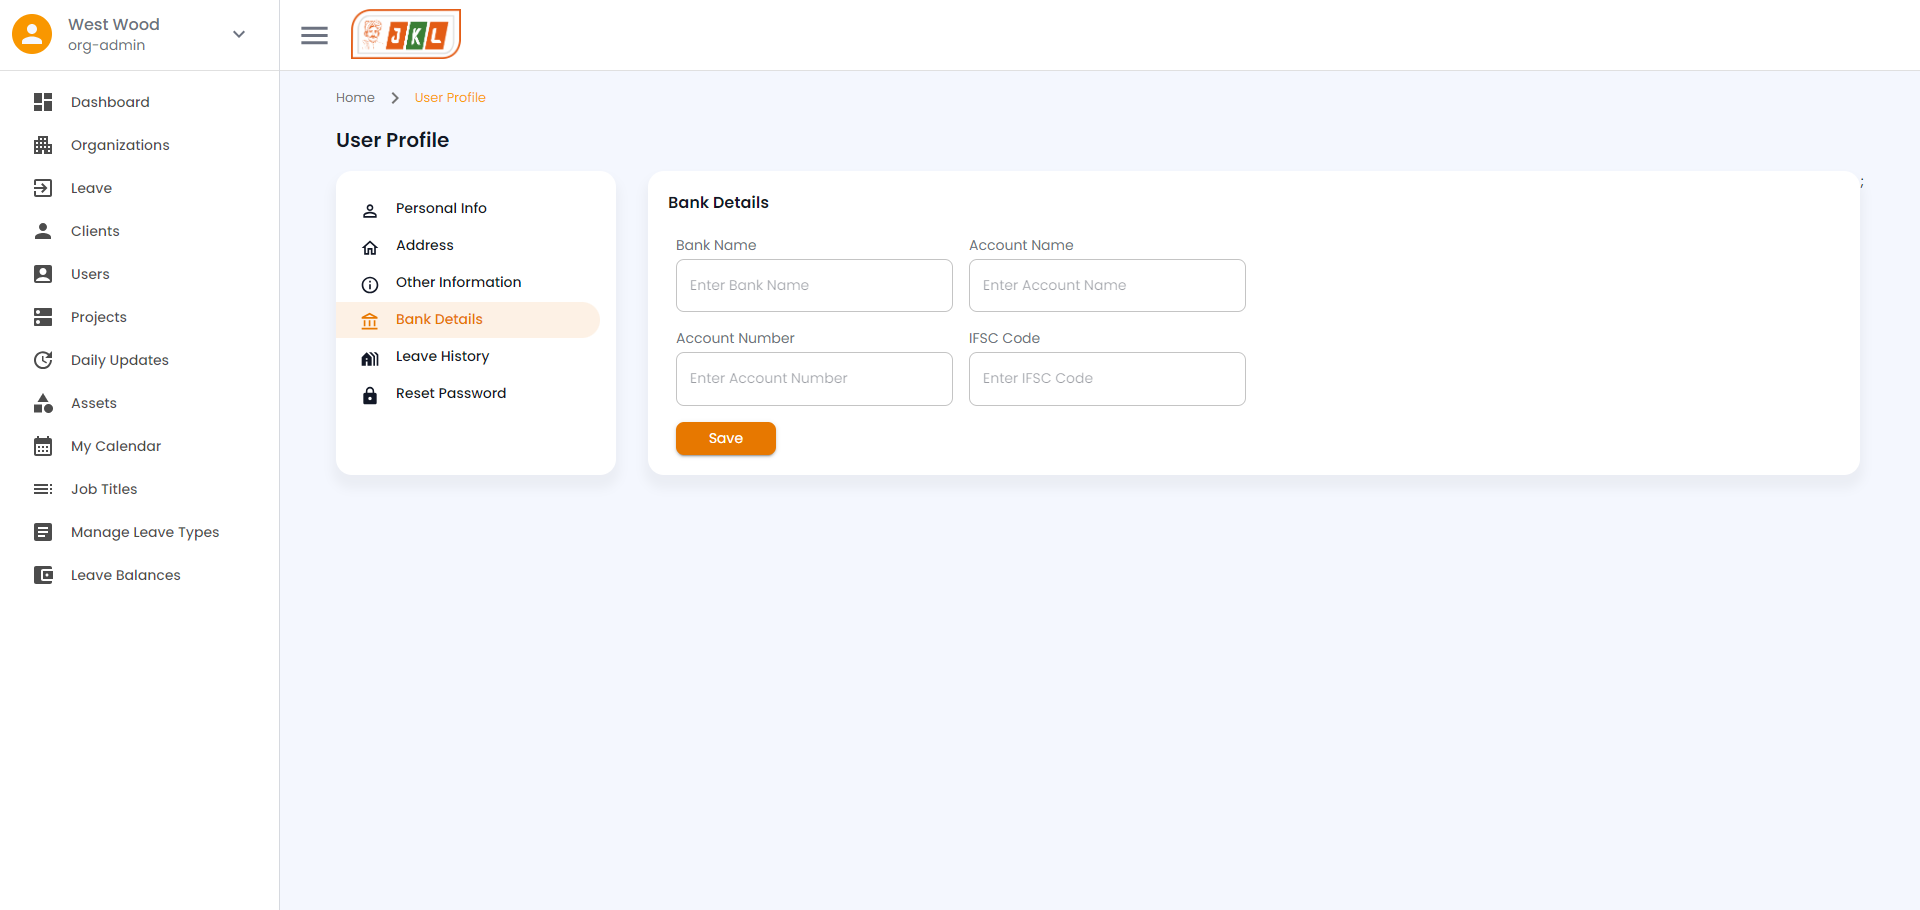 West Wood
org-admin
JKL
Dashboard
Organizations
Leave
Clients
Users
Projects
Daily Updates
Assets
My Calendar
Job Titles
Manage Leave Types
Leave Balances
Home
User Profile
User Profile
Personal Info
Address
Other Information
Bank Details
Leave History
Reset Password
Bank Details
;
Bank Name
Account Name
Enter Bank Name
Enter Account Name
Account Number
IFSC Code
Enter Account Number
Enter IFSC Code
Save